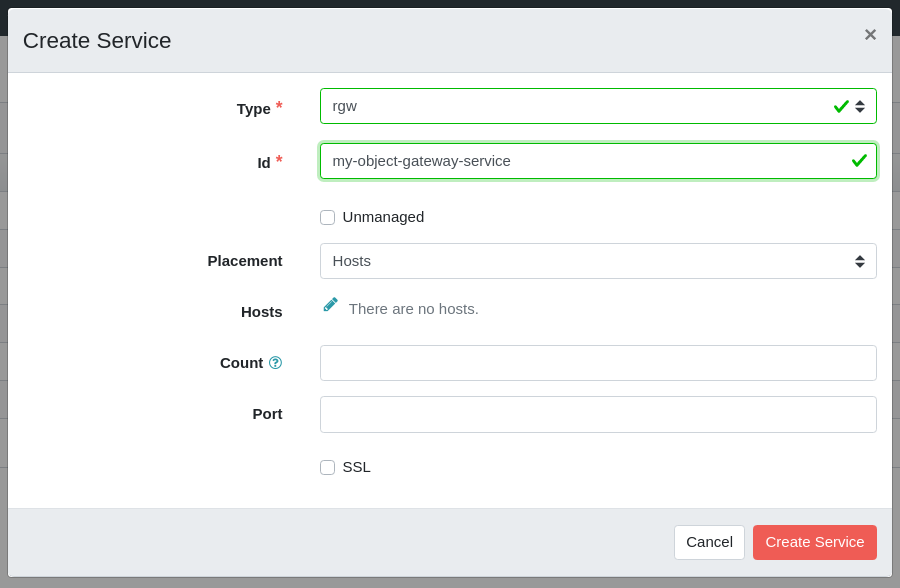 Create Service
×
Type *
rgw
Id *
my-object-gateway-service
Unmanaged
Placement
Hosts
Hosts
There are no hosts.
Count ?
Port
SSL
Cancel
Create Service